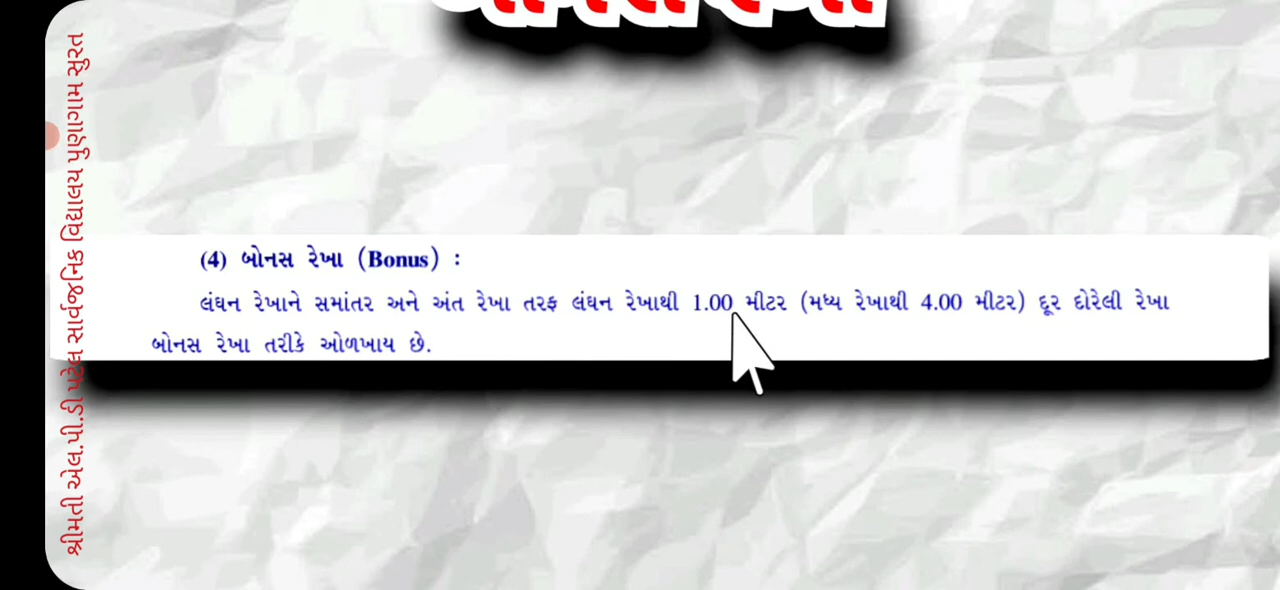 (4) બોનસ રેખા (Bonus) :
લંઘન રેખાને સમાંતર અને અંત રેખા તરફ લંઘન રેખાથી 1.00 મીટર (મધ્ય રેખાથી 4.00 મીટર) દૂર દોરેલી રેખા
બોનસ રેખા તરીકે ઓળખાય છે.
શ્રીમતી એલ.પી.ડી પટેલ સાર્વજનિક વિદ્યાલય પુણાગામ સુરત